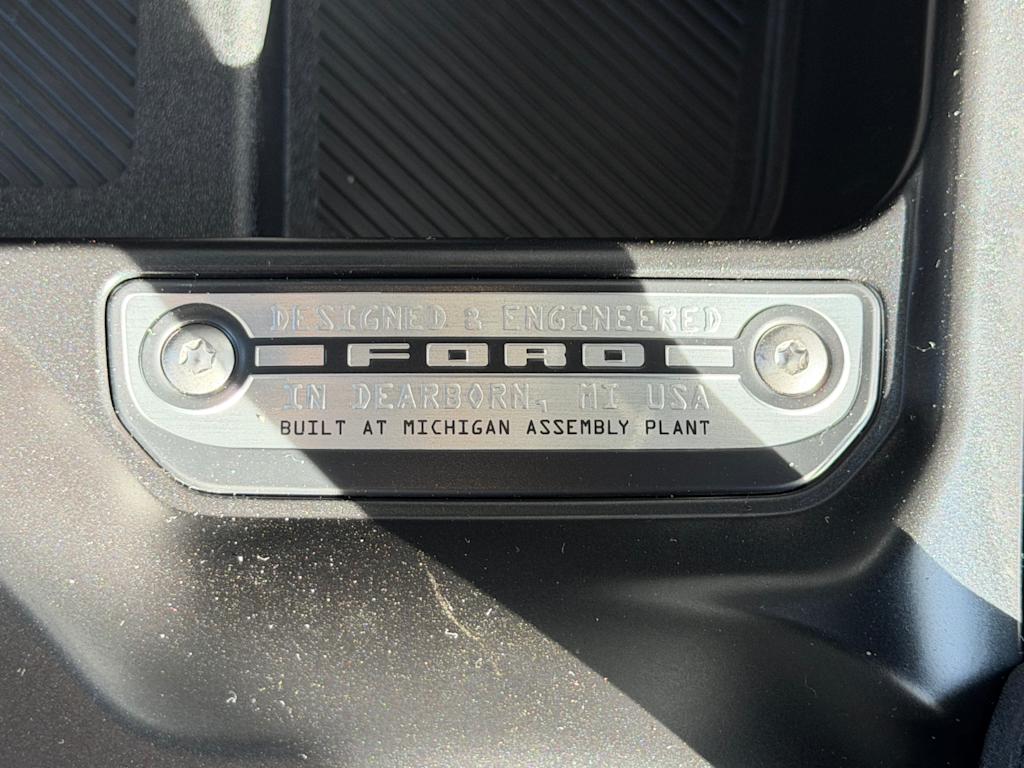 DESIGNED & ENGINEERED
FORD
IN DEARBORN, MI USA
BUILT AT MICHIGAN ASSEMBLY PLANT